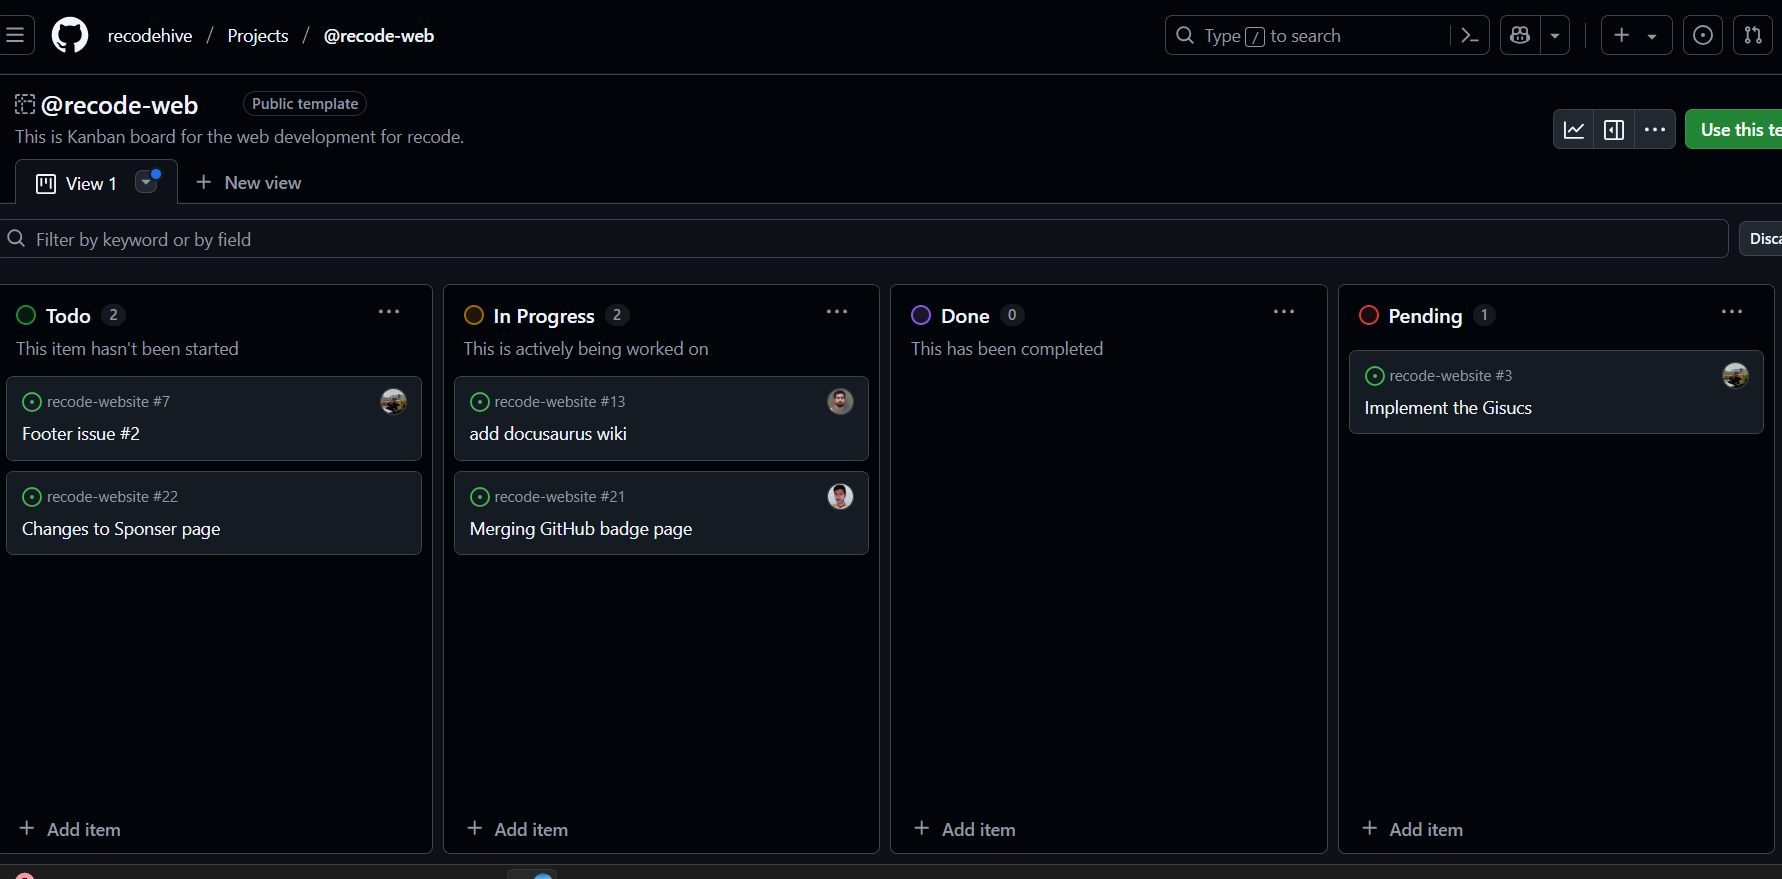 recodehive / Projects / @recode-web
Type / to search
@recode-web Public template
This is Kanban board for the web development for recode.
Use this te
View 1
New view
Filter by keyword or by field
Disca
Todo 2
This item hasn't been started
recode-website #7
Footer issue #2
recode-website #22
Changes to Sponser page
Add item
In Progress 2
This is actively being worked on
recode-website #13
add docusaurus wiki
recode-website #21
Merging GitHub badge page
Add item
Done 0
This has been completed
Add item
Pending 1
recode-website #3
Implement the Gisucs
Add item